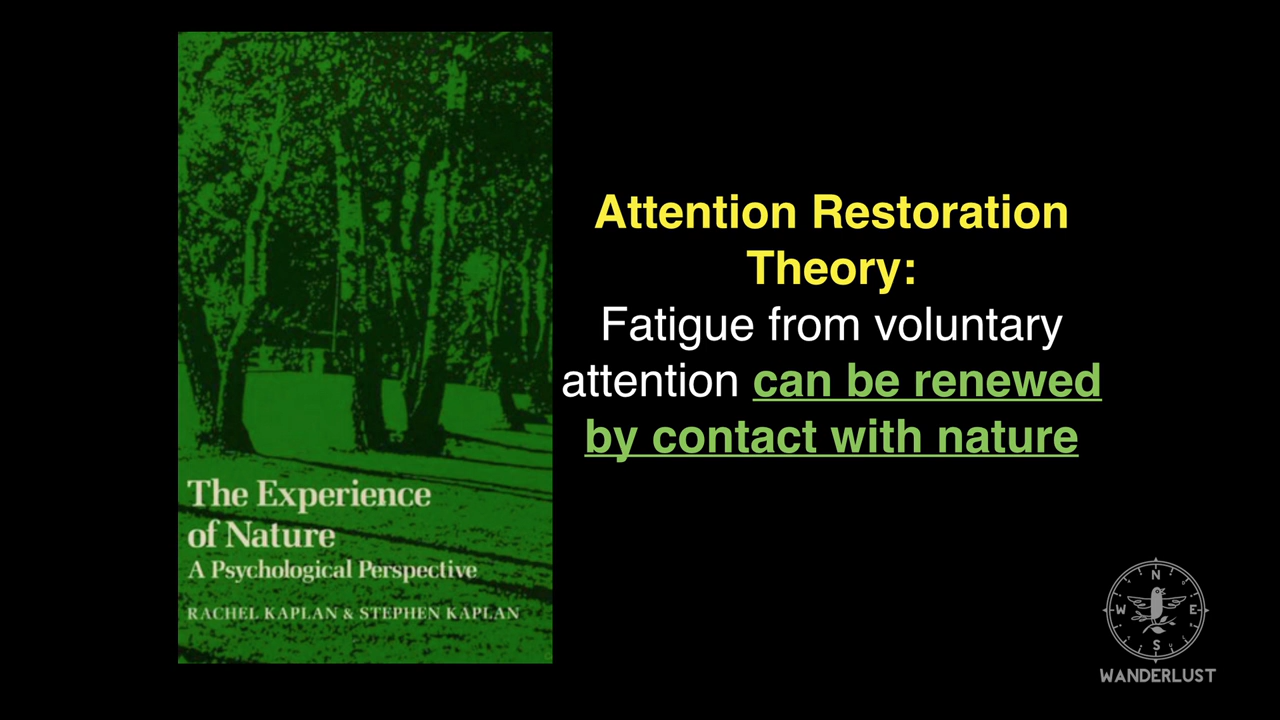 The Experience
of Nature
A Psychological Perspective
RACHEL KAPLAN & STEPHEN KAPLAN
Attention Restoration
Theory:
Fatigue from voluntary
attention can be renewed
by contact with nature
N
W E
S
WANDERLUST